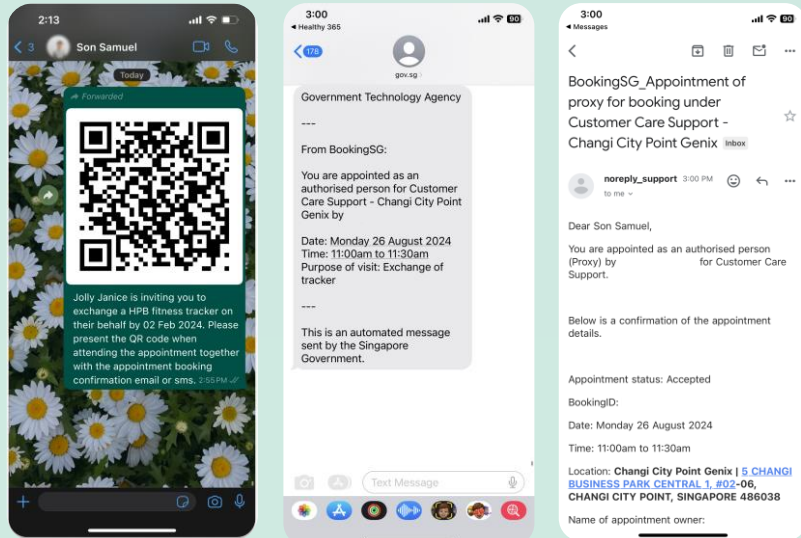 2:13
3
Son Samuel
Today
Forwarded
Jolly Janice is inviting you to
exchange a HPB fitness tracker on
their behalf by 02 Feb 2024. Please
present the QR code when
attending the appointment together
with the appointment booking
confirmation email or sms. 2:55PM
3:00
90
Healthy 365
178
gov.sg
Government Technology Agency
---
From BookingSG:
You are appointed as an
authorised person for Customer
Care Support - Changi City Point
Genix by
Date: Monday 26 August 2024
Time: 11:00am to 11:30am
Purpose of visit: Exchange of
tracker
---
This is an automated message
sent by the Singapore
Government.
Text Message
3:00
90
Messages
BookingSG_Appointment of
proxy for booking under
Customer Care Support -
Changi City Point Genix Inbox
noreply_support 3:00 PM
to me
Dear Son Samuel,
You are appointed as an authorised person
(Proxy) by for Customer Care
Support.
Below is a confirmation of the appointment
details.
Appointment status: Accepted
BookingID:
Date: Monday 26 August 2024
Time: 11:00am to 11:30am
Location: Changi City Point Genix | 5 CHANGI
BUSINESS PARK CENTRAL 1, #02-06,
CHANGI CITY POINT, SINGAPORE 486038
Name of appointment owner: